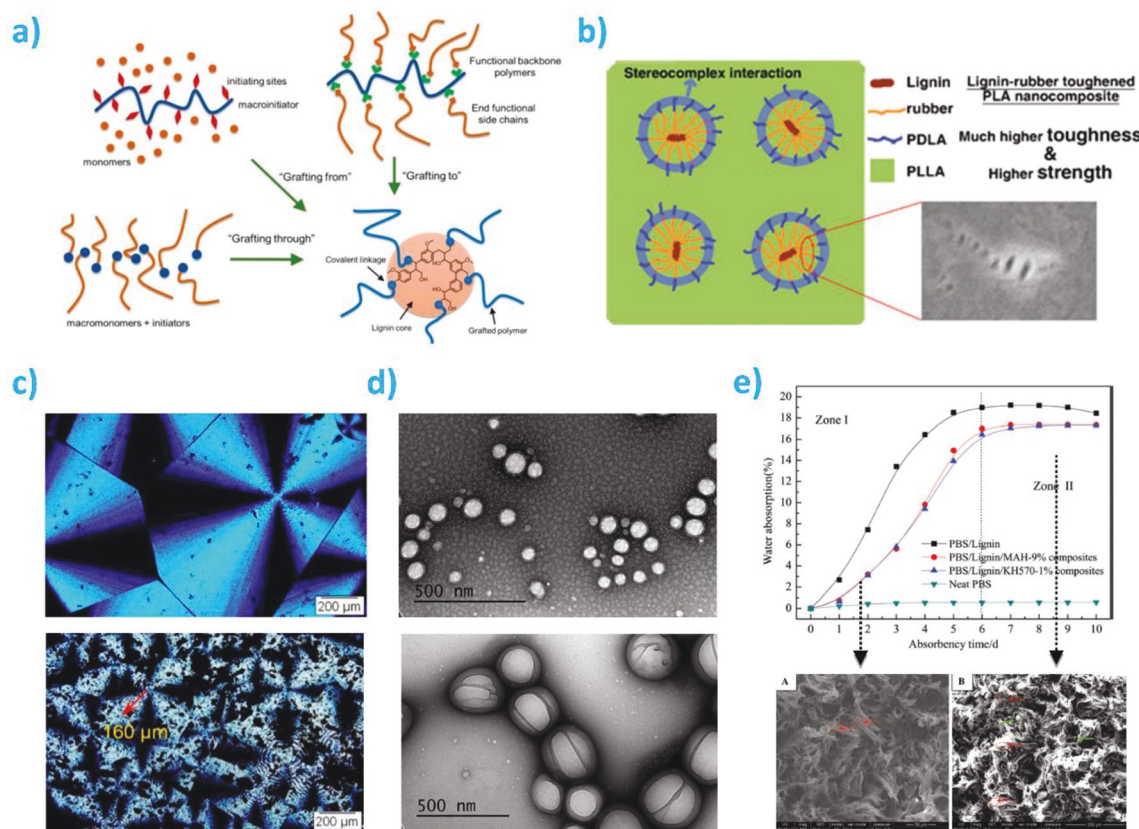 a)
initiating sites
macroinitiator
monomers
Functional backbone
polymers
End functional
side chains
"Grafting from"
"Grafting to"
"Grafting through"
Covalent linkage
Lignin core
Grafted polymer
macromonomers + initiators
b)
Stereocomplex interaction
Lignin
rubber
PDLA
PLLA
Lignin-rubber toughened
PLA nanocomposite
Much higher toughness
&
Higher strength
c)
200 µm
160 µm
200 µm
d)
500 nm
500 nm
e)
Water abosorption(%)
20
18
16
14
12
10
8
6
4
2
0
Zone I
Zone II
PBS/Lignin
PBS/Lignin/MAH-9% composites
PBS/Lignin/KH570-1% composites
Neat PBS
0 1 2 3 4 5 6 7 8 9 10
Absorbency time/d
A
B